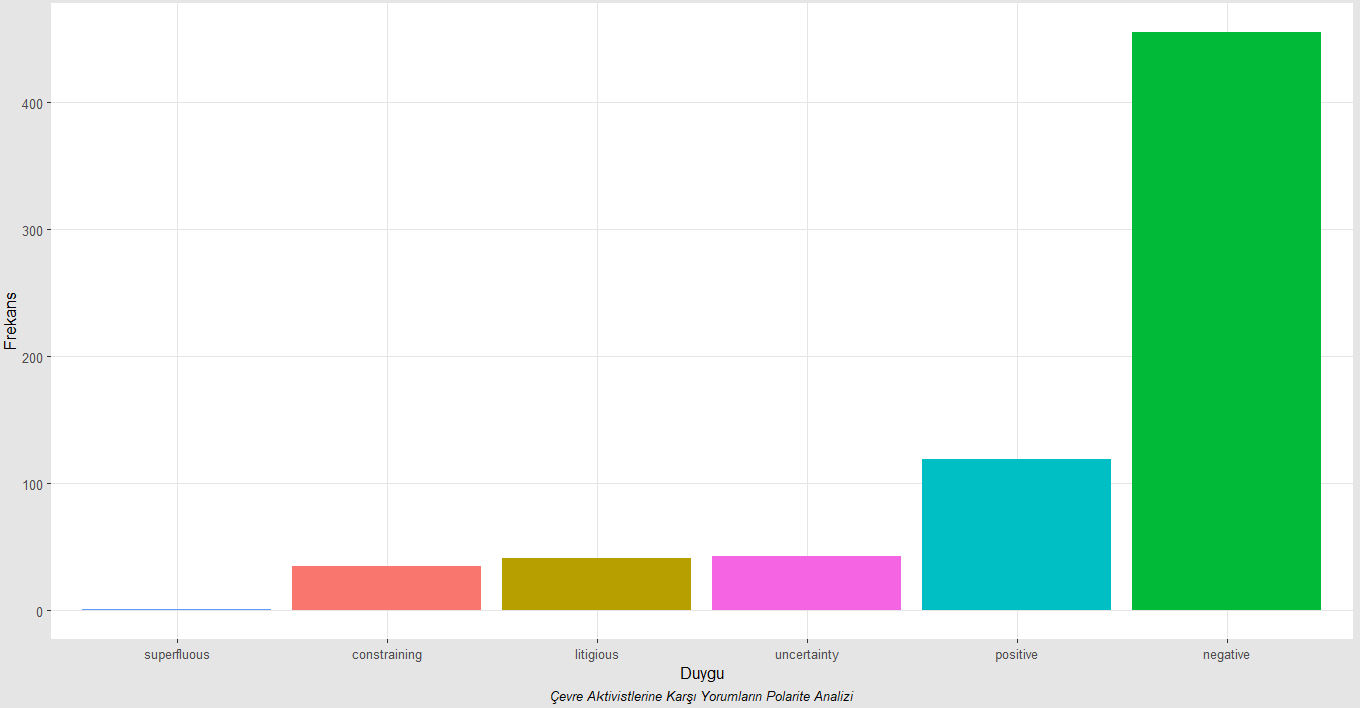 Frekans
400
300
200
100
0
superfluous constraining litigious uncertainty positive negative
Duygu
Çevre Aktivistlerine Karşı Yorumların Polarite Analizi